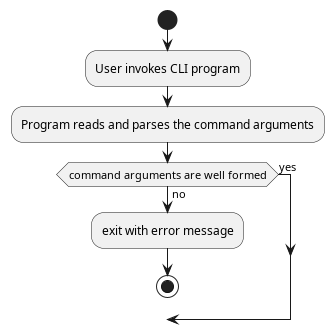 User invokes CLI program
Program reads and parses the command arguments
command arguments are well formed
yes
no
exit with error message